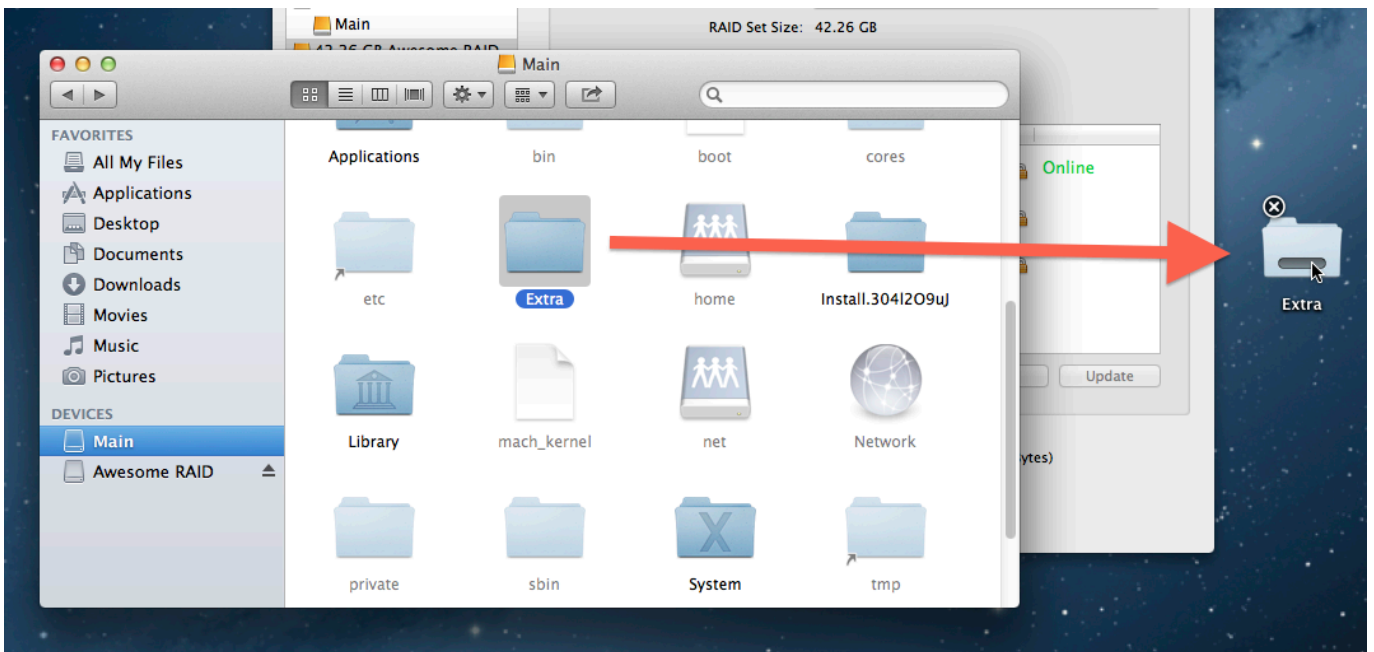 Main
RAID Set Size: 42.26 GB
42.26 GB Awesome RAID
Main
FAVORITES
All My Files
Applications
Desktop
Documents
Downloads
Movies
Music
Pictures
DEVICES
Main
Awesome RAID
Applications
bin
boot
cores
etc
Extra
home
Install.304l2O9uJ
Library
mach_kernel
net
Network
private
sbin
System
tmp
Online
Update
ytes)
Extra